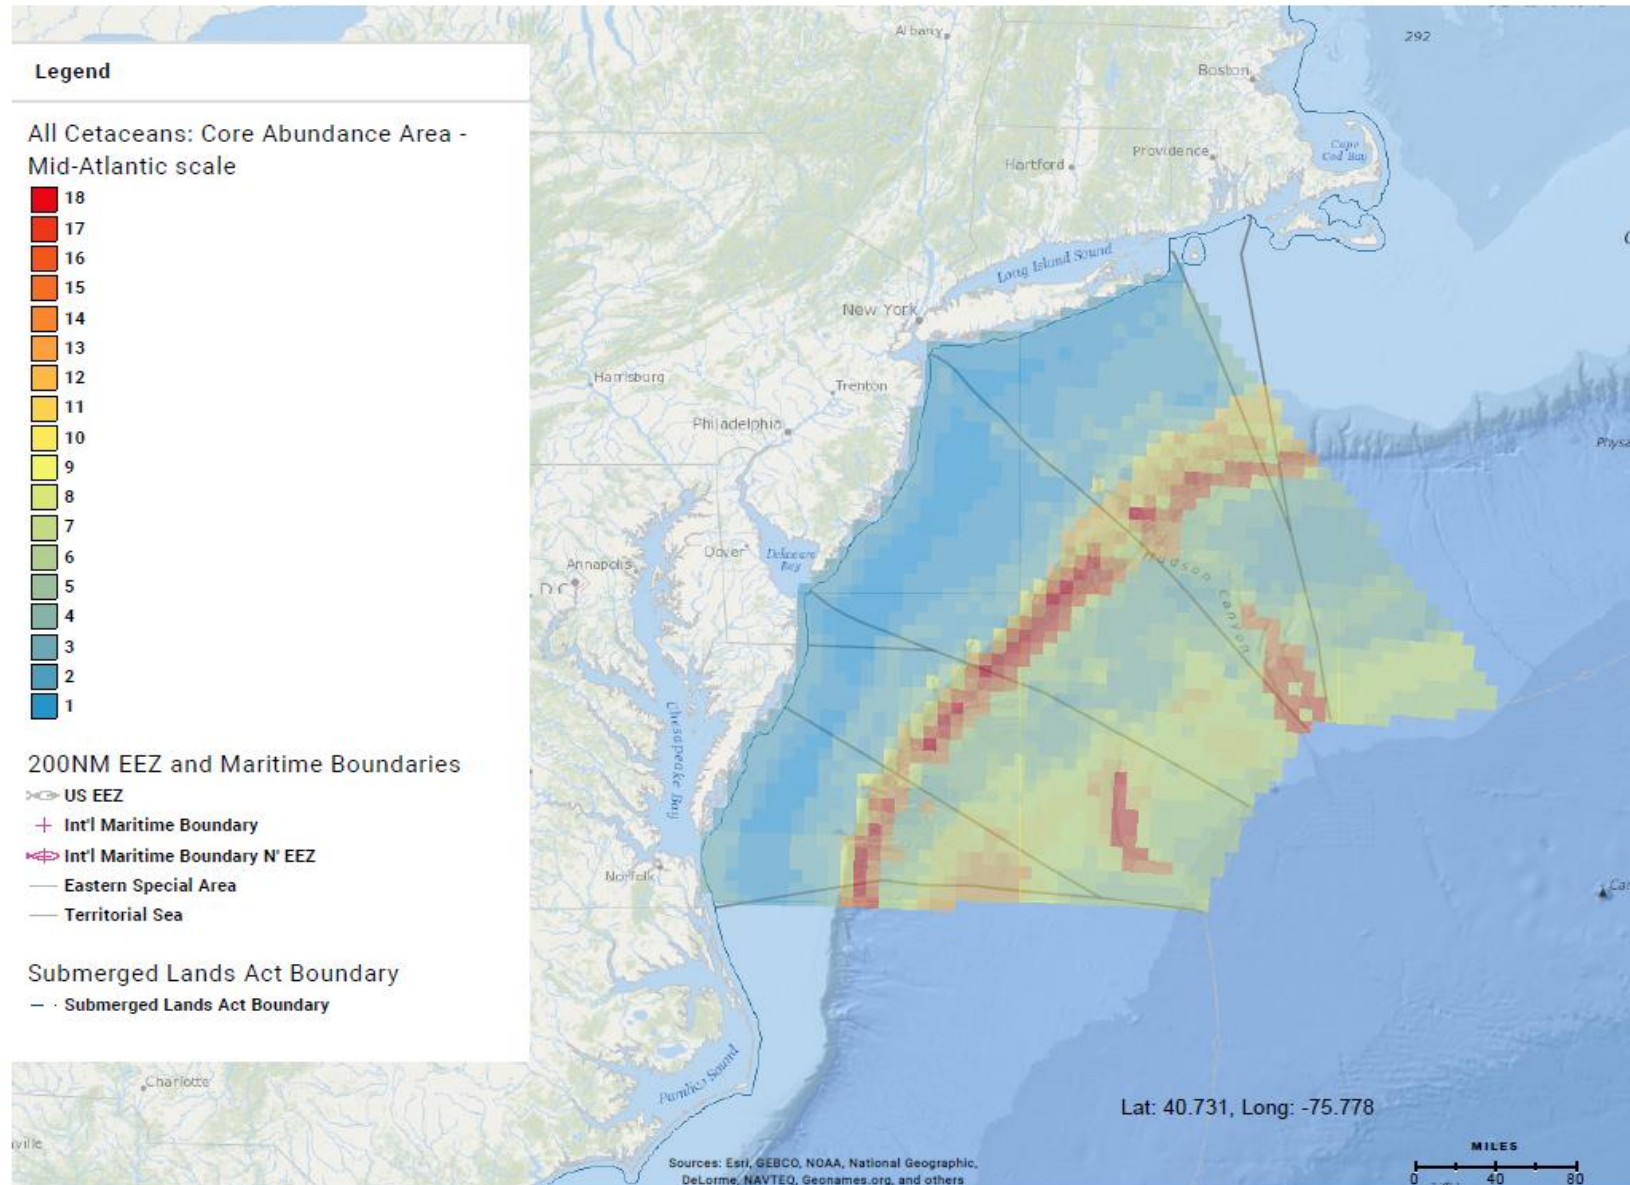 Legend
All Cetaceans: Core Abundance Area -
Mid-Atlantic scale
18
17
16
15
14
13
12
11
10
9
8
7
6
5
4
3
2
1
200NM EEZ and Maritime Boundaries
US EEZ
Int'l Maritime Boundary
Int'l Maritime Boundary N' EEZ
Eastern Special Area
Territorial Sea
Submerged Lands Act Boundary
Submerged Lands Act Boundary
Albany
292
Boston
Cape
Cod Bay
Providence
Hartford
Long Island Sound
New York
Harrisburg
Trenton
Philadelphia
Physa
Dover
Delaware
Bay
Annapolis
DC
Hudson
Canyon
Chesapeake Bay
Norfolk
Cas
Pamlico Sound
Charlotte
ville
Lat: 40.731, Long: -75.778
MILES
0 40 80
Sources: Esri, GEBCO, NOAA, National Geographic,
DeLorme, NAVTEQ, Geonames.org, and others